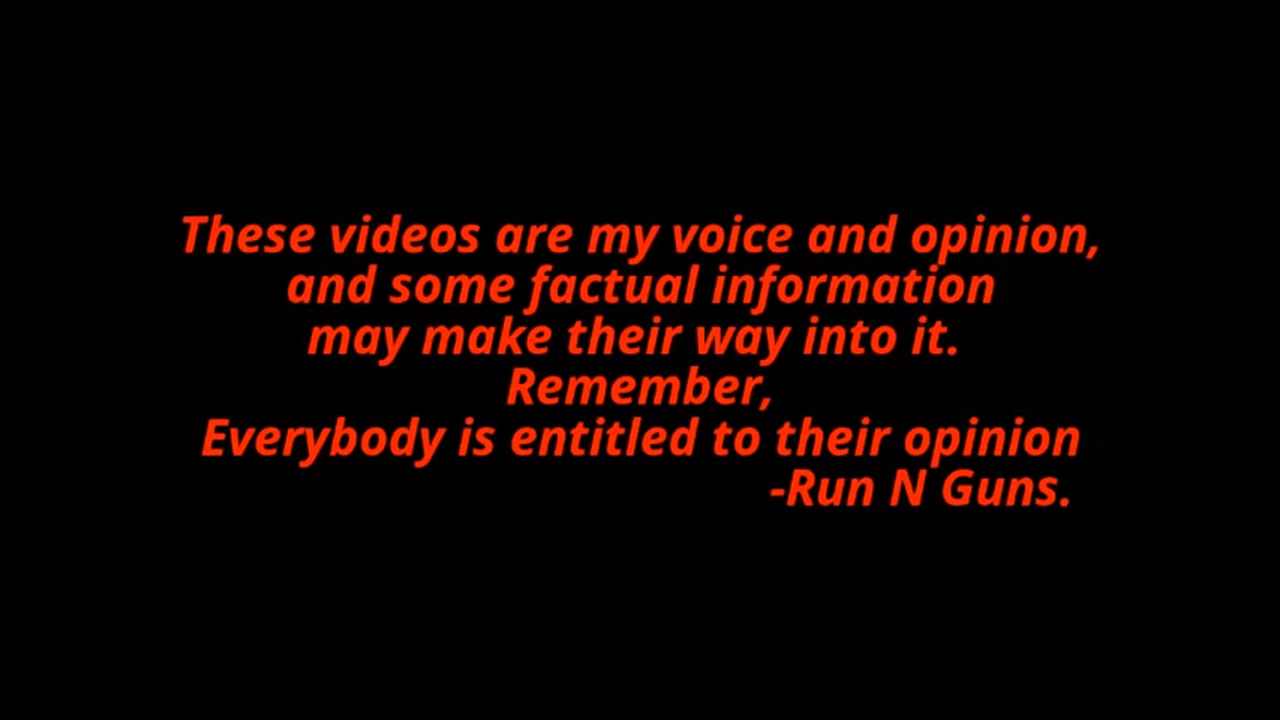 These videos are my voice and opinion,
and some factual information
may make their way into it.
Remember,
Everybody is entitled to their opinion
-Run N Guns.